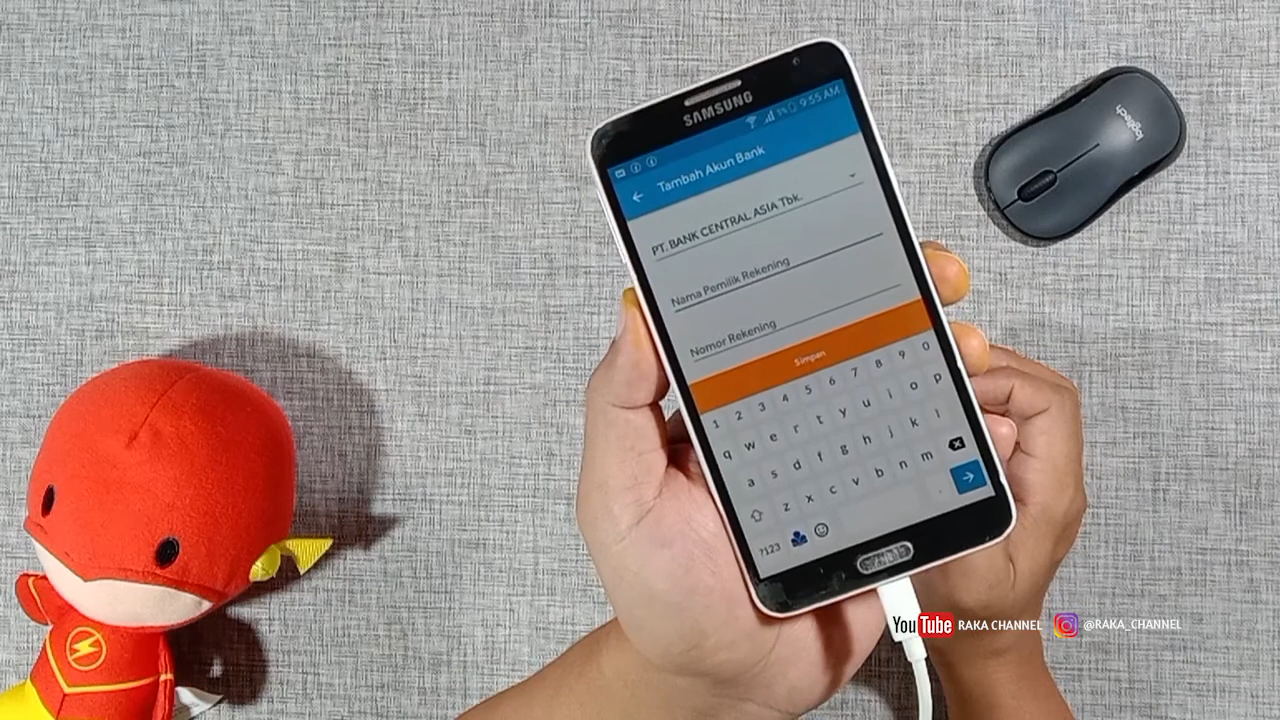 SAMSUNG
9:55 AM
Tambah Akun Bank
PT. BANK CENTRAL ASIA Tbk.
Nama Pemilik Rekening
Nomor Rekening
Simpan
1 2 3 4 5 6 7 8 9 0
q w e r t y u i o p
a s d f g h j k l
z x c v b n m
?123 .
logitech
YouTube RAKA CHANNEL @RAKA_CHANNEL